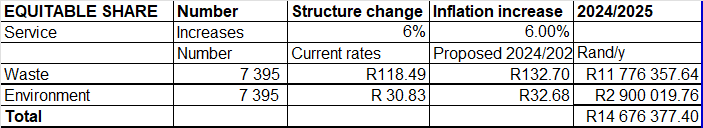 EQUITABLE SHARE Number Structure change Inflation increase 2024/2025
Service Increases 6% 6.00%
Number Current rates Proposed 2024/202 Rand/y
Waste 7 395 R118.49 R132.70 R11 776 357.64
Environment 7 395 R 30.83 R32.68 R2 900 019.76
Total R14 676 377.40